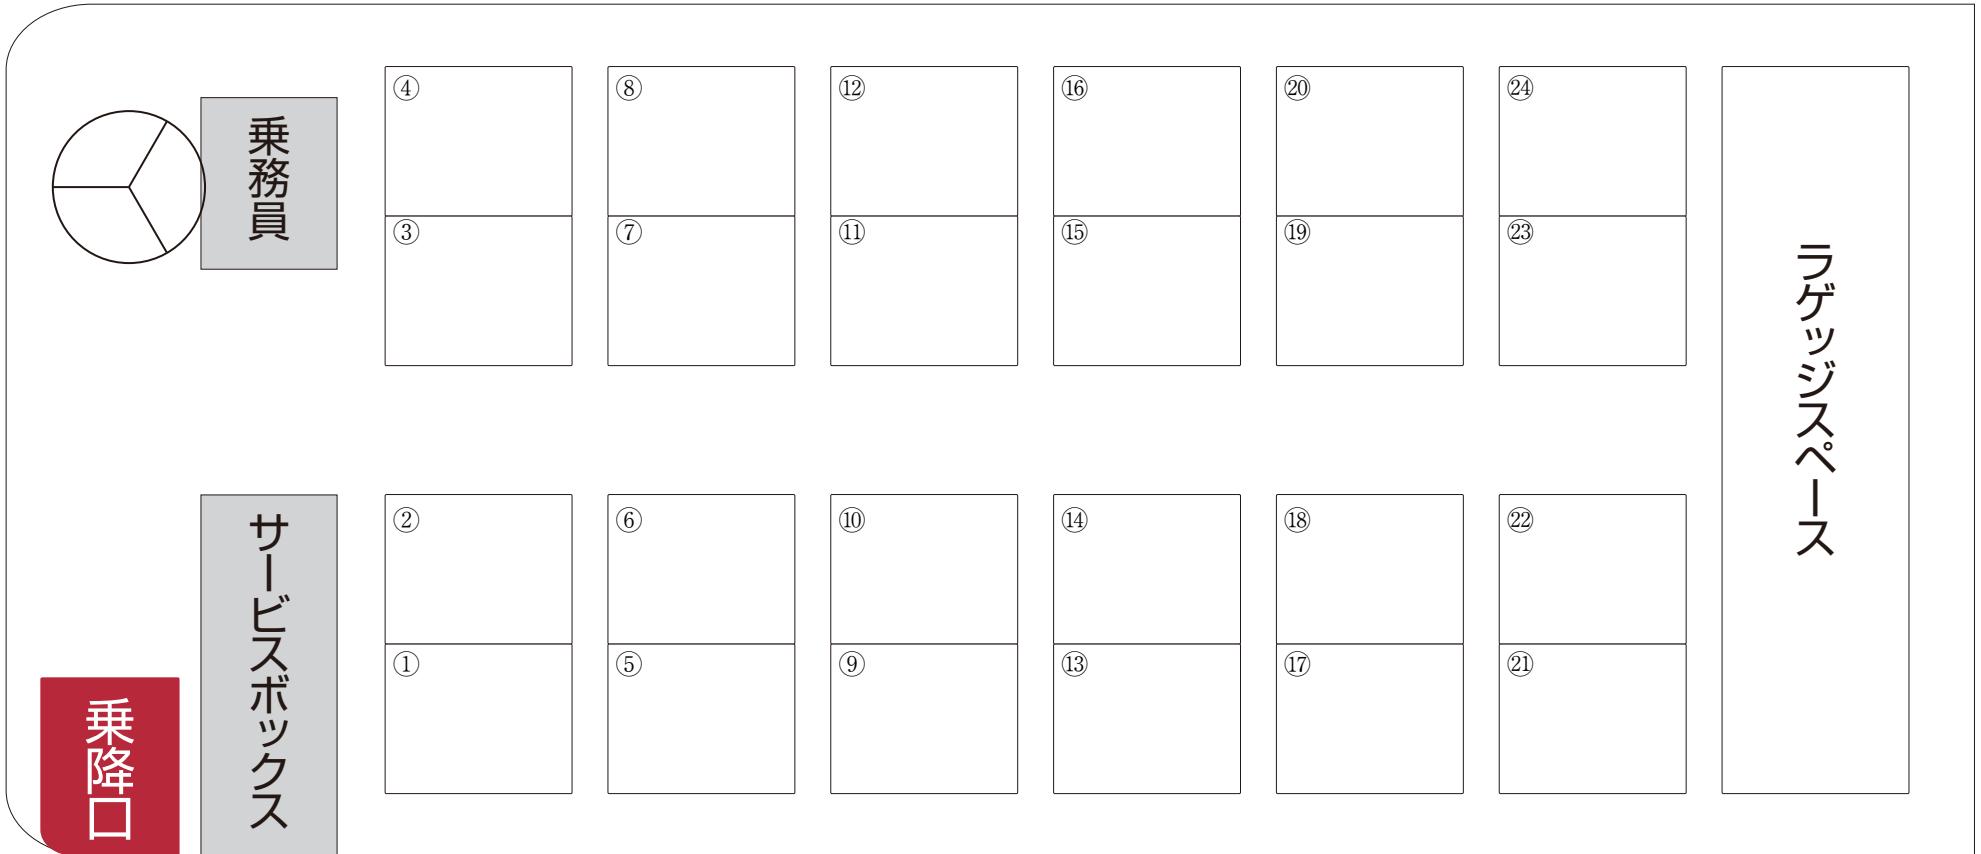 乗務員
④ ⑧ ⑫ ⑯ ⑳ ㉔
③ ⑦ ⑪ ⑮ ⑲ ㉓
ラゲッジスペース
② ⑥ ⑩ ⑭ ⑱ ㉒
① ⑤ ⑨ ⑬ ⑰ ㉑
サービスボックス
乗降口